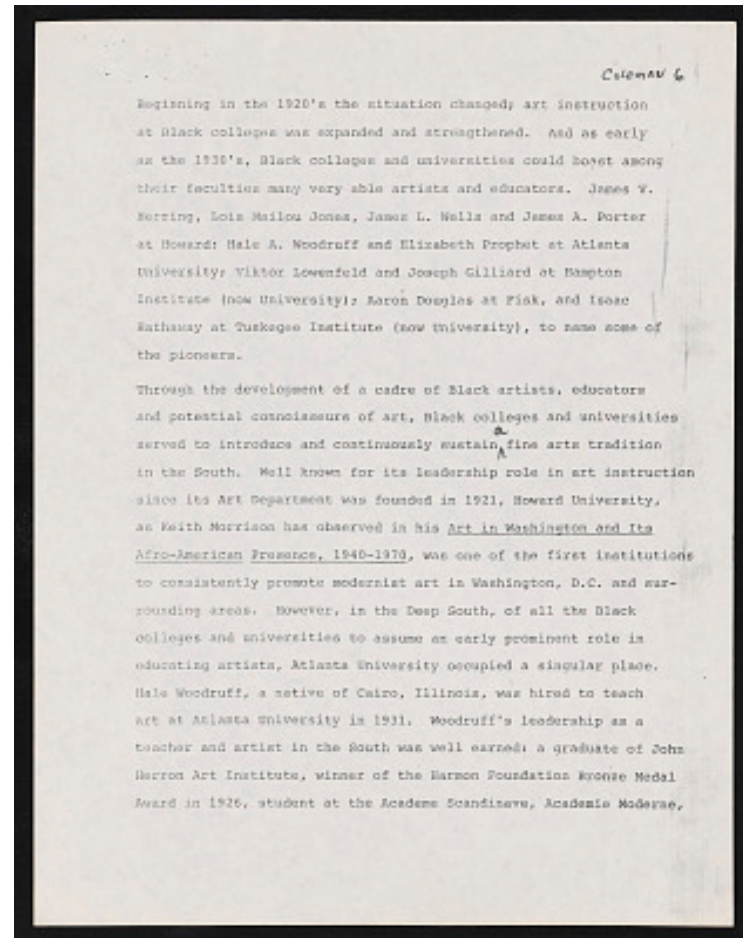 Coleman 6
Beginning in the 1920's the situation changed; art instruction
at Black colleges was expanded and strengthened. And as early
as the 1930's, Black colleges and universities could boast among
their faculties many very able artists and educators. James V.
Herring, Lois Mailou Jones, James L. Wells and James A. Porter
at Howard; Hale A. Woodruff and Elizabeth Prophet at Atlanta
University; Viktor Lowenfeld and Joseph Gilliard at Hampton
Institute (now University); Aaron Douglas at Fisk, and Isaac
Hathaway at Tuskegee Institute (now University), to name some of
the pioneers.
Through the development of a cadre of Black artists, educators
and potential connoisseurs of art, Black colleges and universities
a
served to introduce and continuously sustain fine arts tradition
in the South. Well known for its leadership role in art instruction
since its Art Department was founded in 1921, Howard University,
as Keith Morrison has observed in his Art in Washington and Its
Afro-American Presence, 1940-1970, was one of the first institutions
to consistently promote modernist art in Washington, D.C. and sur-
rounding areas. However, in the Deep South, of all the Black
colleges and universities to assume an early prominent role in
educating artists, Atlanta University occupied a singular place.
Hale Woodruff, a native of Cairo, Illinois, was hired to teach
art at Atlanta University in 1931. Woodruff's leadership as a
teacher and artist in the South was well earned: a graduate of John
Herron Art Institute, winner of the Harmon Foundation Bronze Medal
Award in 1926, student at the Academe Scandinave, Academie Moderne,